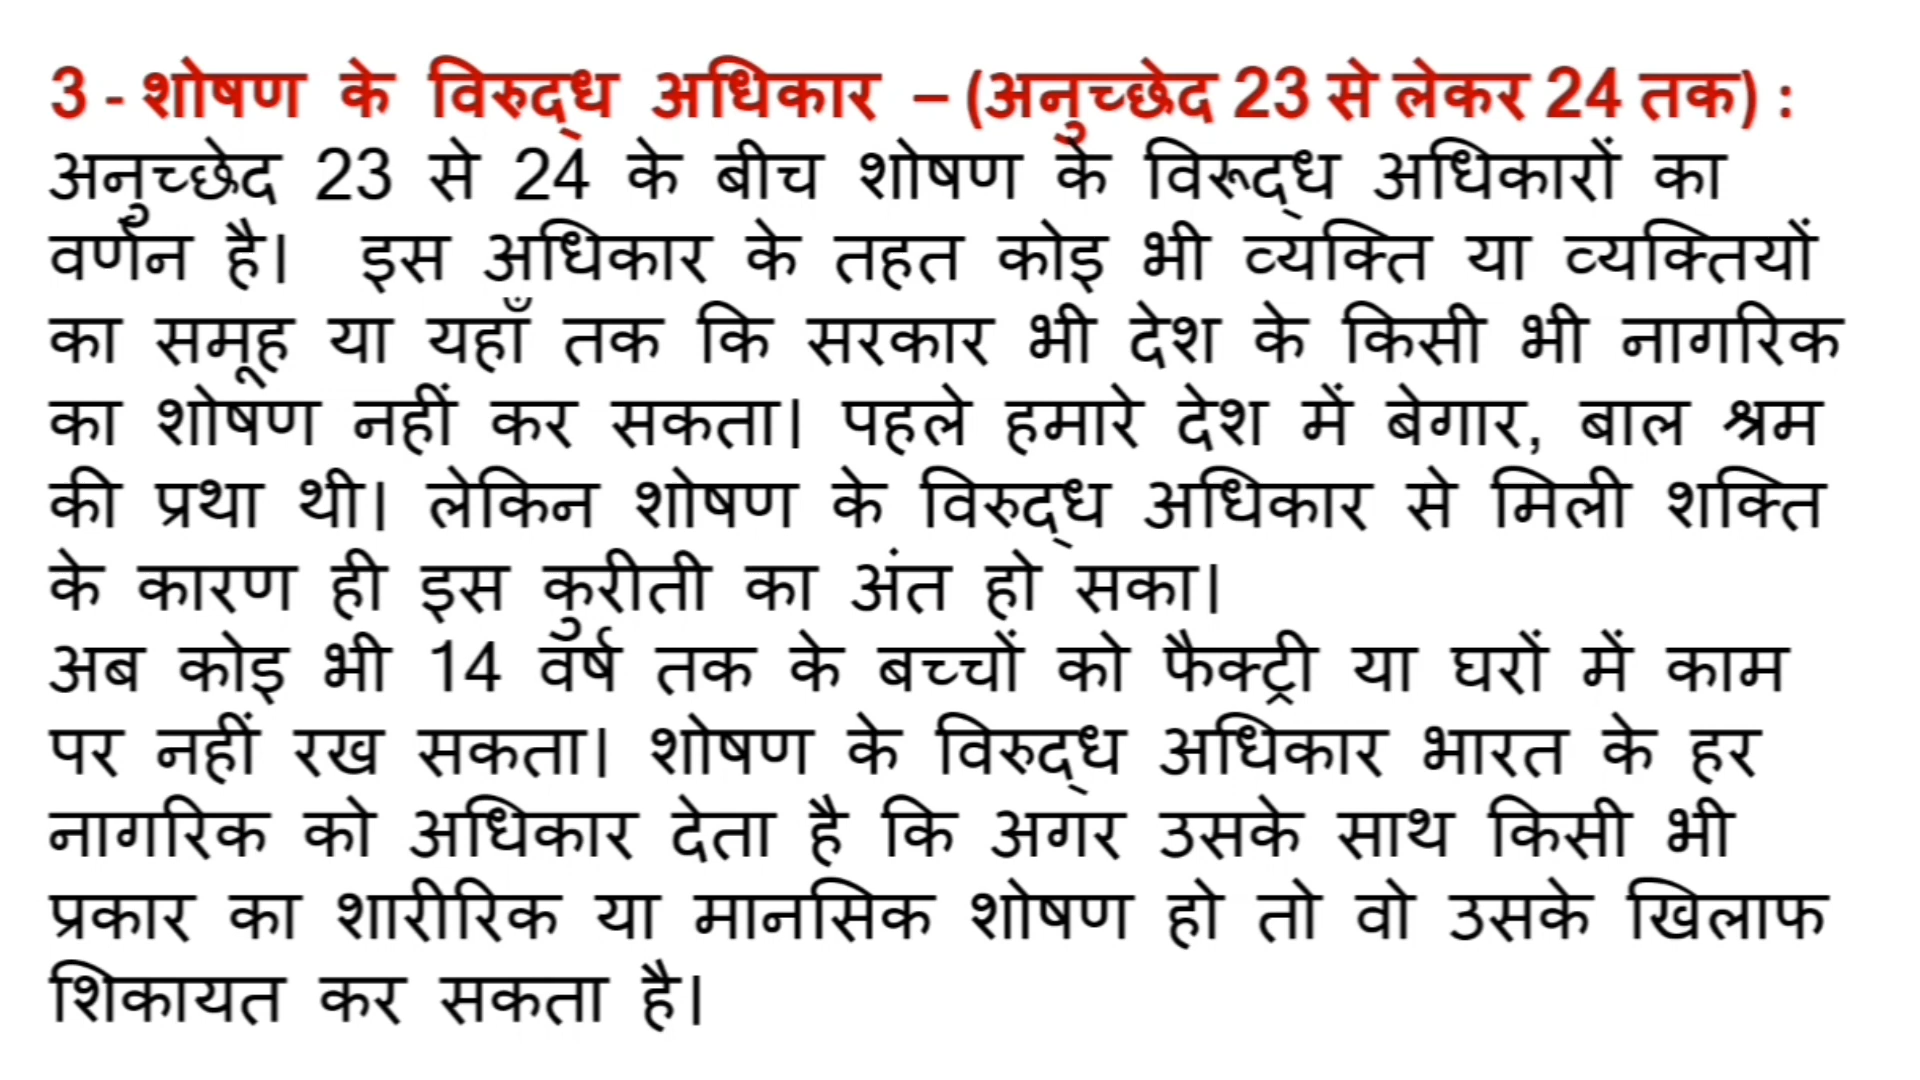 3 - शोषण के विरुद्ध अधिकार – (अनुच्छेद 23 से लेकर 24 तक) :
अनुच्छेद 23 से 24 के बीच शोषण के विरूद्ध अधिकारों का
वर्णन है। इस अधिकार के तहत कोइ भी व्यक्ति या व्यक्तियों
का समूह या यहाँ तक कि सरकार भी देश के किसी भी नागरिक
का शोषण नहीं कर सकता। पहले हमारे देश में बेगार, बाल श्रम
की प्रथा थी। लेकिन शोषण के विरुद्ध अधिकार से मिली शक्ति
के कारण ही इस कुरीती का अंत हो सका।
अब कोइ भी 14 वर्ष तक के बच्चों को फैक्ट्री या घरों में काम
पर नहीं रख सकता। शोषण के विरुद्ध अधिकार भारत के हर
नागरिक को अधिकार देता है कि अगर उसके साथ किसी भी
प्रकार का शारीरिक या मानसिक शोषण हो तो वो उसके खिलाफ
शिकायत कर सकता है।